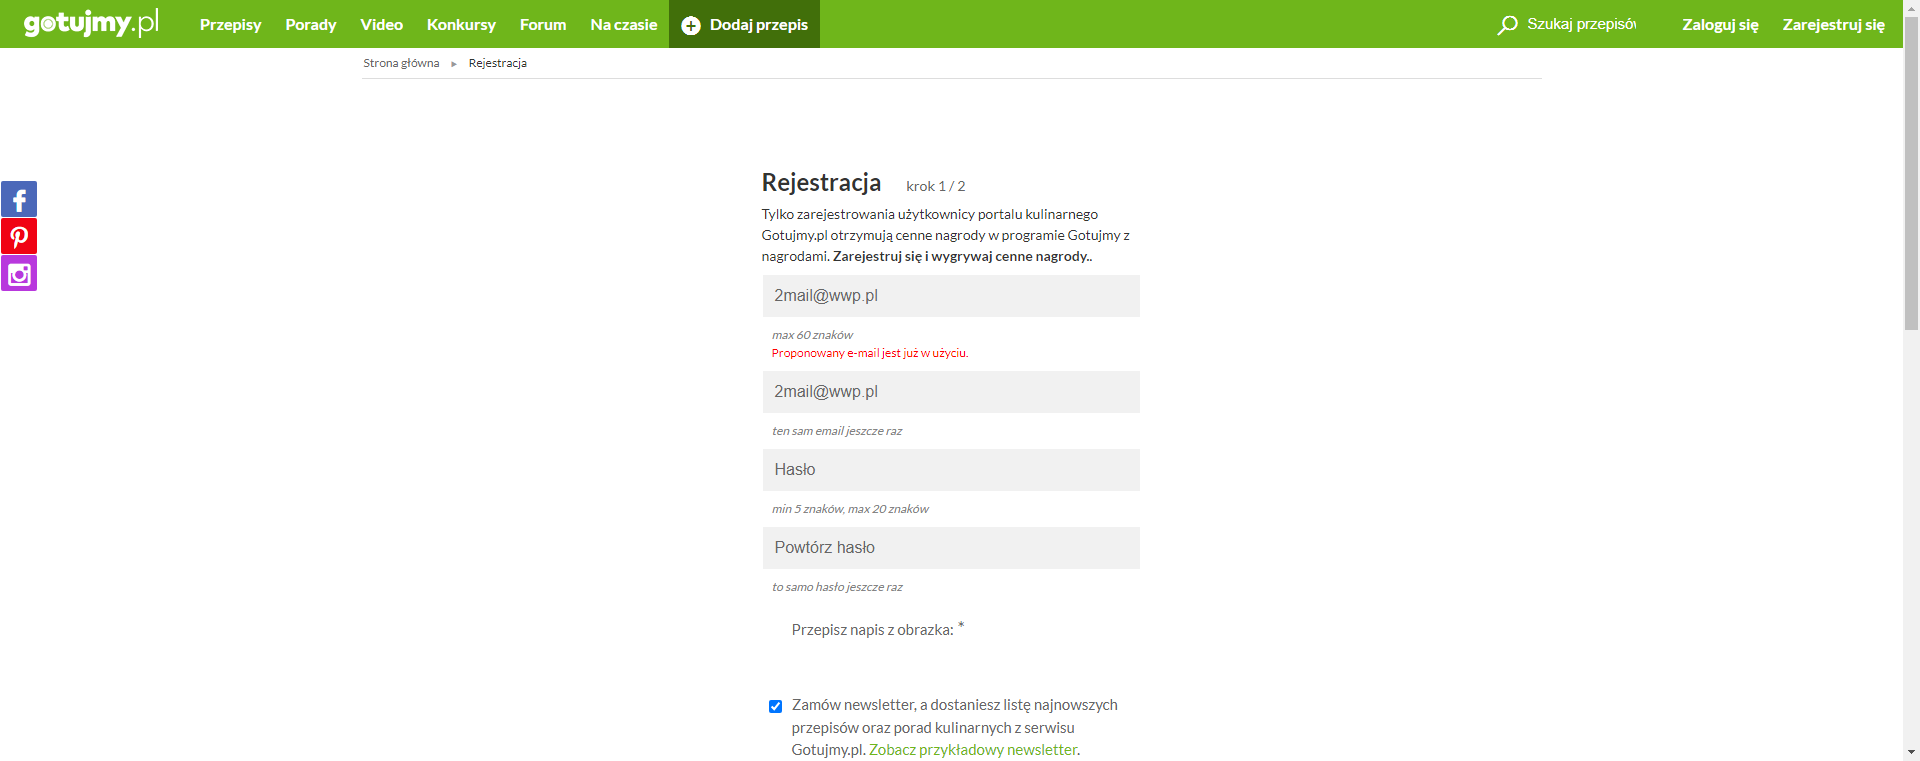 gotujmy.pl Przepisy Porady Video Konkursy Forum Na czasie Dodaj przepis Szukaj przepisów Zaloguj się Zarejestruj się
Strona główna ▸ Rejestracja
Rejestracja krok 1 / 2
Tylko zarejestrowania użytkownicy portalu kulinarnego
Gotujmy.pl otrzymują cenne nagrody w programie Gotujmy z
nagrodami. Zarejestruj się i wygrywaj cenne nagrody..
2mail@wwp.pl
max 60 znaków
Proponowany e-mail jest już w użyciu.
2mail@wwp.pl
ten sam email jeszcze raz
Hasło
min 5 znaków, max 20 znaków
Powtórz hasło
to samo hasło jeszcze raz
Przepisz napis z obrazka: *
Zamów newsletter, a dostaniesz listę najnowszych
przepisów oraz porad kulinarnych z serwisu
Gotujmy.pl. Zobacz przykładowy newsletter.